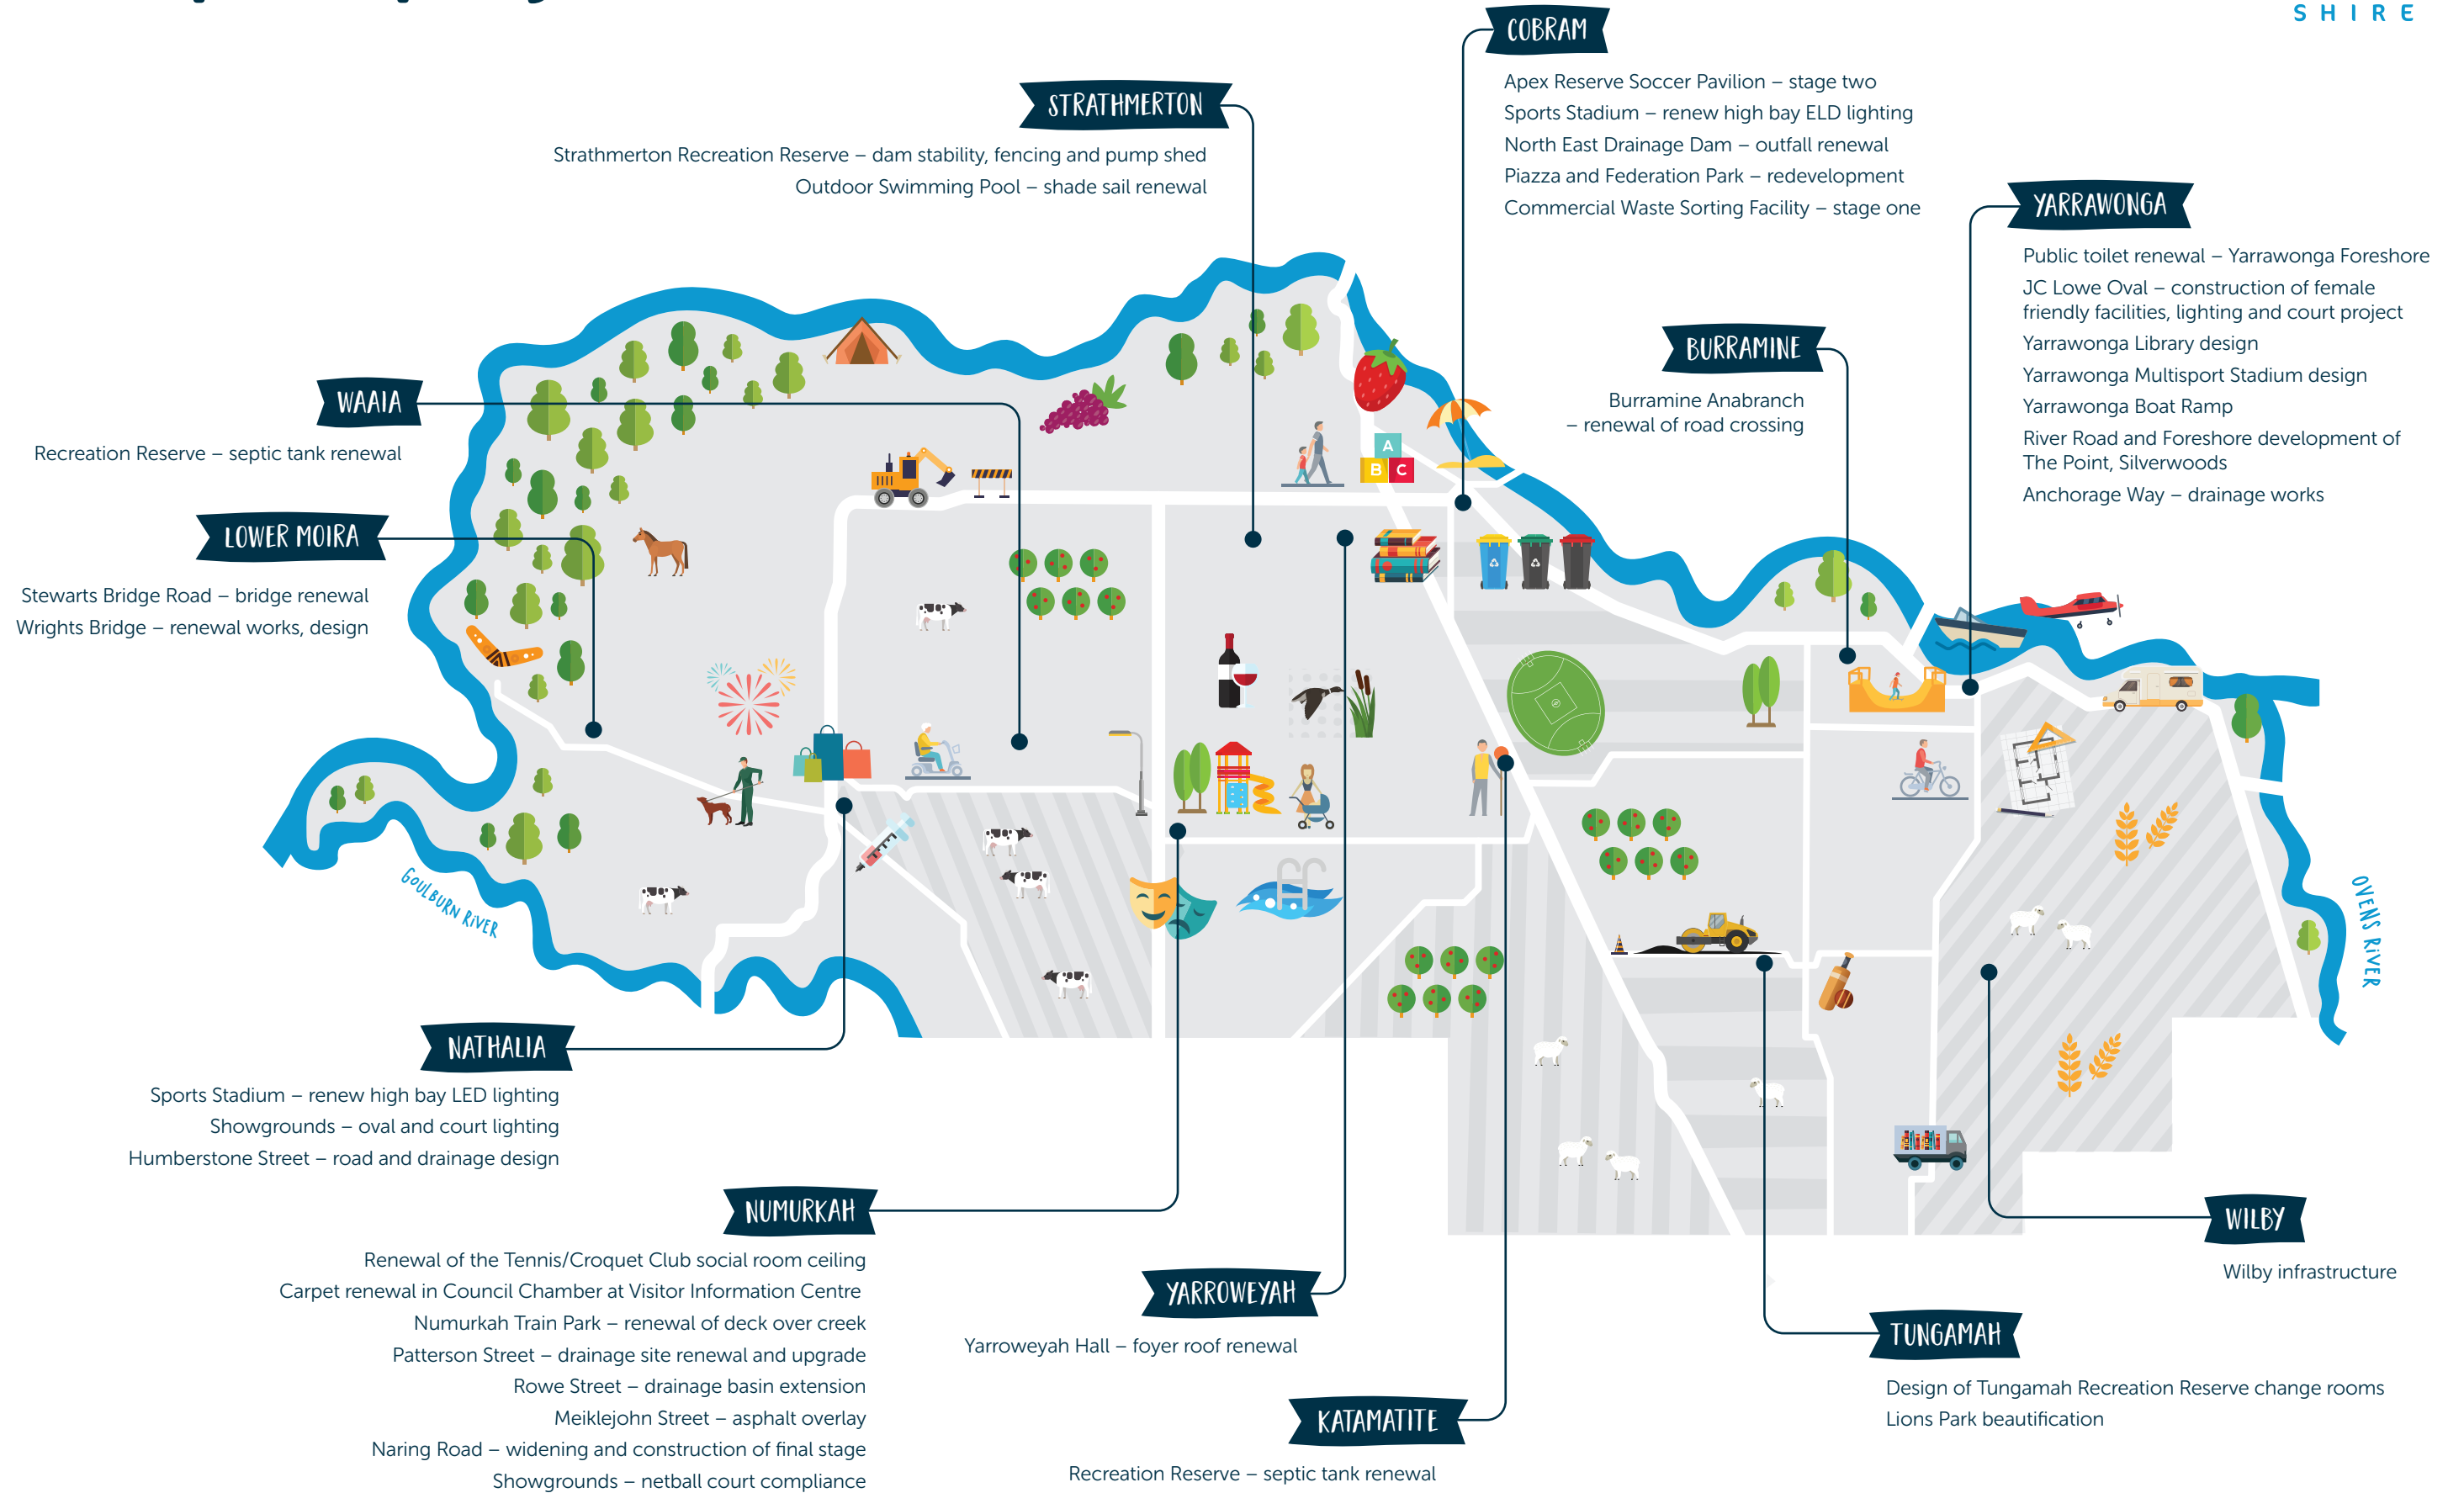 SHIRE
COBRAM
Apex Reserve Soccer Pavilion – stage two
Sports Stadium – renew high bay ELD lighting
North East Drainage Dam – outfall renewal
Piazza and Federation Park – redevelopment
Commercial Waste Sorting Facility – stage one
STRATHMERTON
Strathmerton Recreation Reserve – dam stability, fencing and pump shed
Outdoor Swimming Pool – shade sail renewal
YARRAWONGA
Public toilet renewal – Yarrawonga Foreshore
JC Lowe Oval – construction of female
friendly facilities, lighting and court project
Yarrawonga Library design
Yarrawonga Multisport Stadium design
Yarrawonga Boat Ramp
River Road and Foreshore development of
The Point, Silverwoods
Anchorage Way – drainage works
BURRAMINE
Burramine Anabranch
– renewal of road crossing
WAAIA
Recreation Reserve – septic tank renewal
A
B C
LOWER MOIRA
Stewarts Bridge Road – bridge renewal
Wrights Bridge – renewal works, design
GOULBURN RIVER
OVENS RIVER
NATHALIA
Sports Stadium – renew high bay LED lighting
Showgrounds – oval and court lighting
Humberstone Street – road and drainage design
NUMURKAH
Renewal of the Tennis/Croquet Club social room ceiling
Carpet renewal in Council Chamber at Visitor Information Centre
Numurkah Train Park – renewal of deck over creek
Patterson Street – drainage site renewal and upgrade
Rowe Street – drainage basin extension
Meiklejohn Street – asphalt overlay
Naring Road – widening and construction of final stage
Showgrounds – netball court compliance
YARROWEYAH
Yarroweyah Hall – foyer roof renewal
KATAMATITE
Recreation Reserve – septic tank renewal
WILBY
Wilby infrastructure
TUNGAMAH
Design of Tungamah Recreation Reserve change rooms
Lions Park beautification